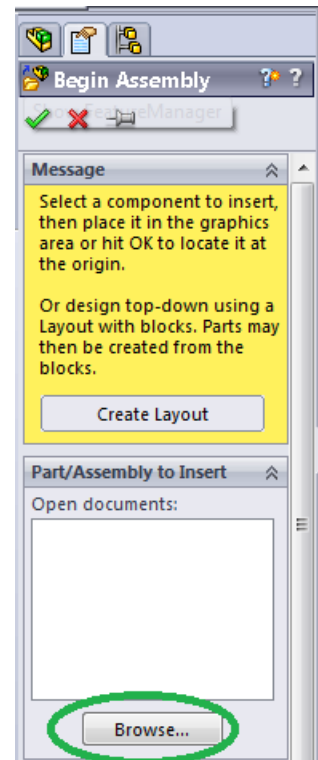 Begin Assembly ? ?
Show FeatureManager
Message
Select a component to insert,
then place it in the graphics
area or hit OK to locate it at
the origin.
Or design top-down using a
Layout with blocks. Parts may
then be created from the
blocks.
Create Layout
Part/Assembly to Insert
Open documents:
Browse...